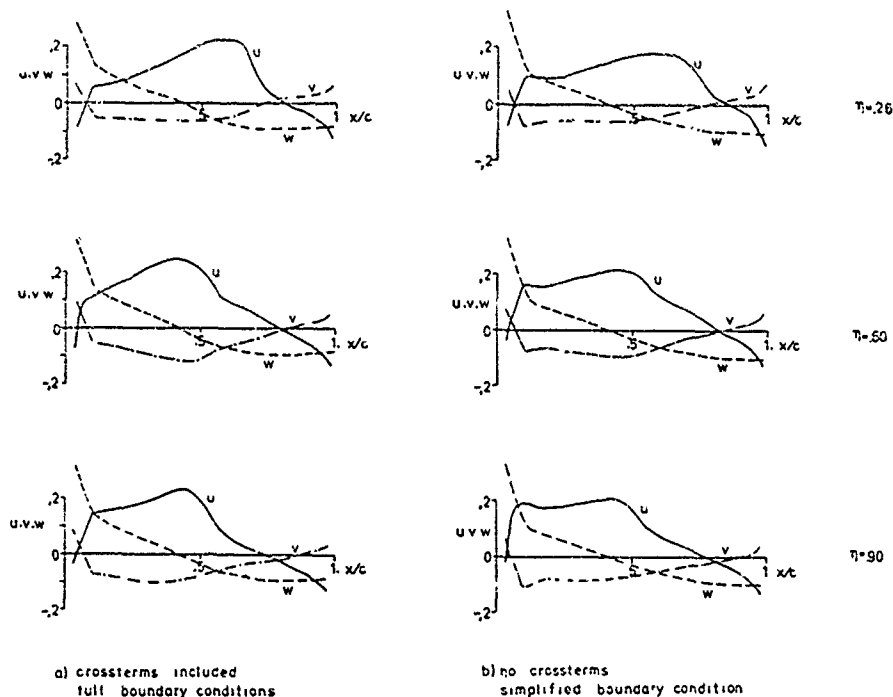 ,2
u.v.w
0
-,2
u
v
w
.5
1. x/c
,2
u,v,w
0
-,2
u
v
w
.5
1. x/c
η=.26
,2
u.v.w
0
-,2
u
v
w
.5
1. x/c
,2
u.v.w
0
-,2
u
v
w
.5
1. x/c
η=.60
,2
u.v.w
0
-,2
u
v
w
.5
1. x/c
,2
u v w
0
-,2
u
v
w
.5
1. x/c
η=.90
a) crossterms included
full boundary conditions
b) no crossterms
simplified boundary condition